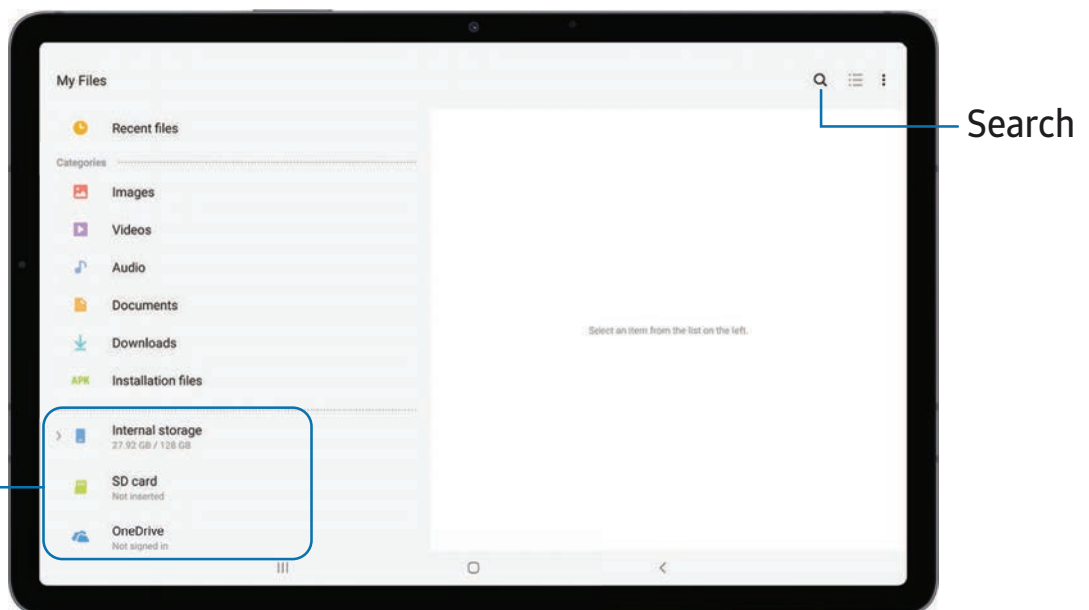 My Files
Search
Recent files
Categories
Images
Videos
Audio
Documents
Select an item from the list on the left.
Downloads
APK Installation files
Internal storage
27.92 GB / 128 GB
SD card
Not inserted
OneDrive
Not signed in